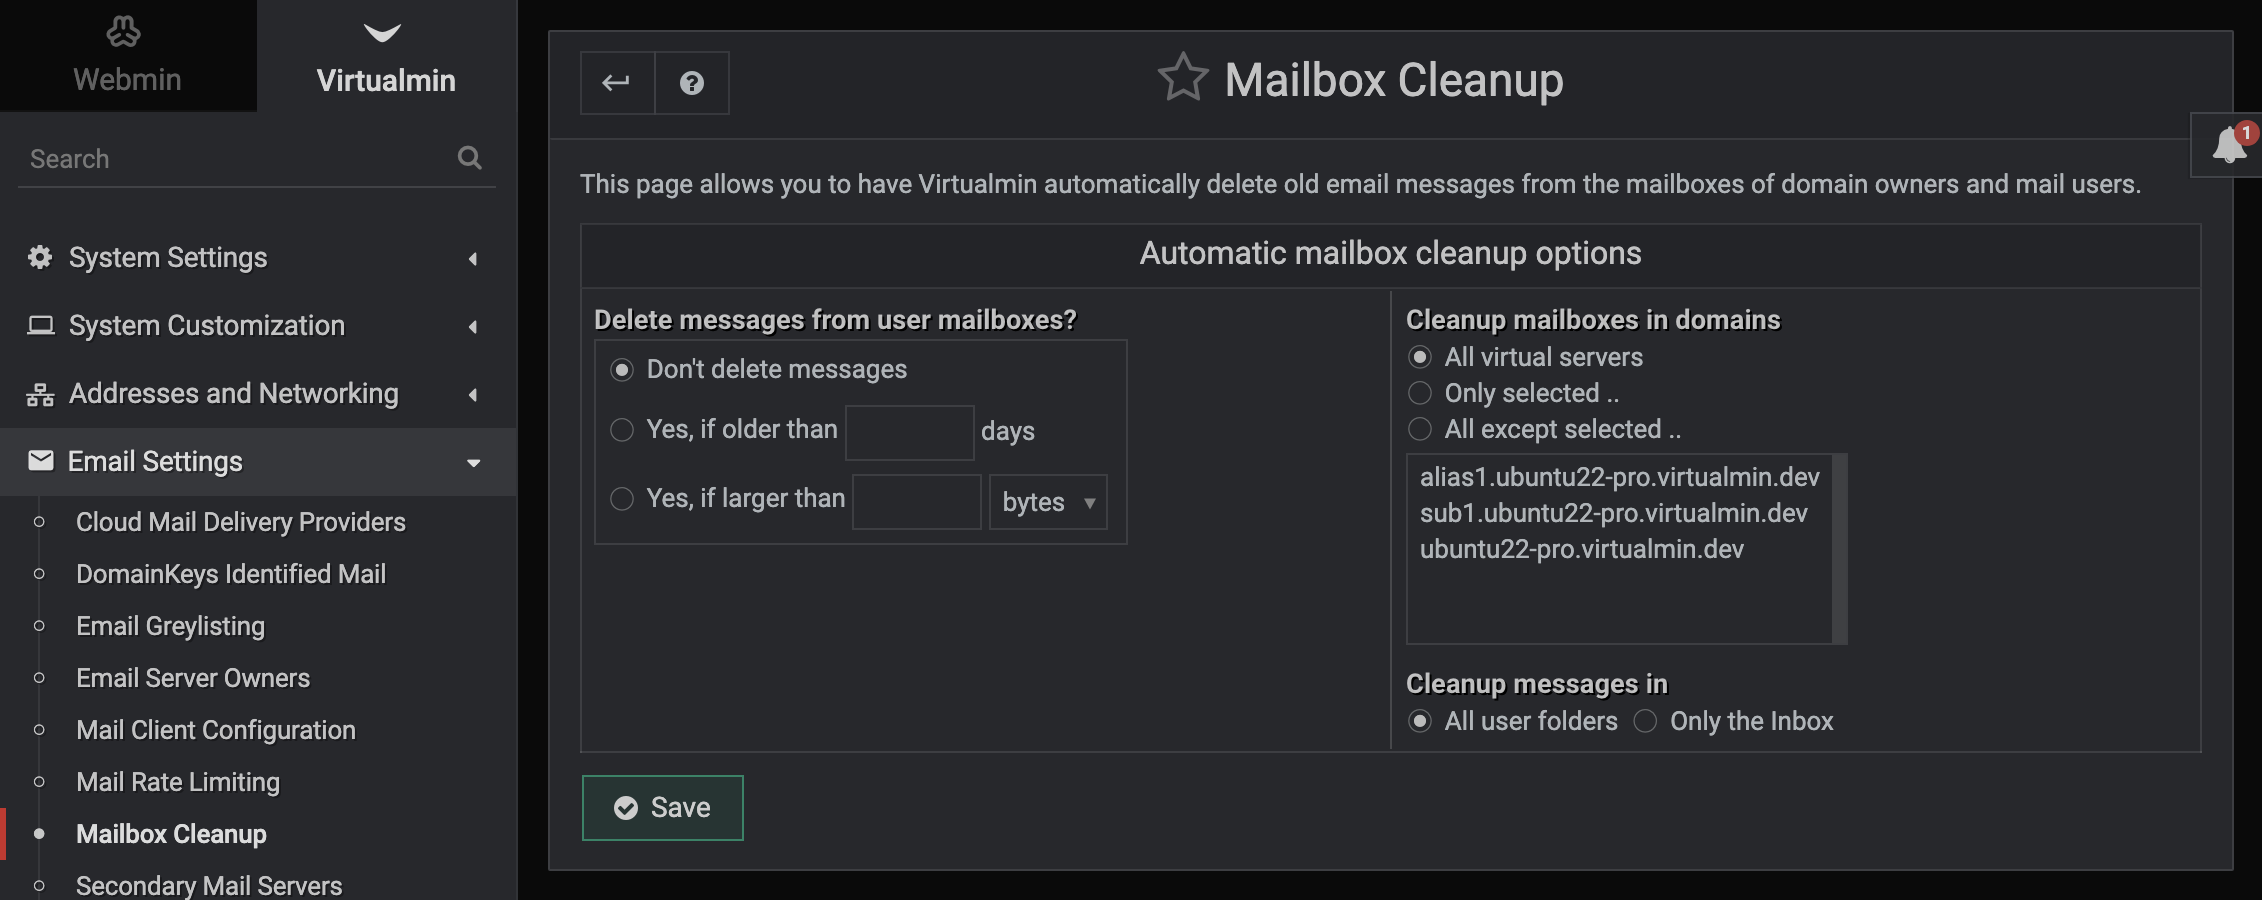 Webmin
Virtualmin
Search
System Settings
System Customization
Addresses and Networking
Email Settings
Cloud Mail Delivery Providers
DomainKeys Identified Mail
Email Greylisting
Email Server Owners
Mail Client Configuration
Mail Rate Limiting
Mailbox Cleanup
Secondary Mail Servers
?
Mailbox Cleanup
1
This page allows you to have Virtualmin automatically delete old email messages from the mailboxes of domain owners and mail users.
Automatic mailbox cleanup options
Delete messages from user mailboxes?
Don't delete messages
Yes, if older than days
Yes, if larger than bytes
Cleanup mailboxes in domains
All virtual servers
Only selected ..
All except selected ..
alias1.ubuntu22-pro.virtualmin.dev
sub1.ubuntu22-pro.virtualmin.dev
ubuntu22-pro.virtualmin.dev
Cleanup messages in
All user folders Only the Inbox
Save